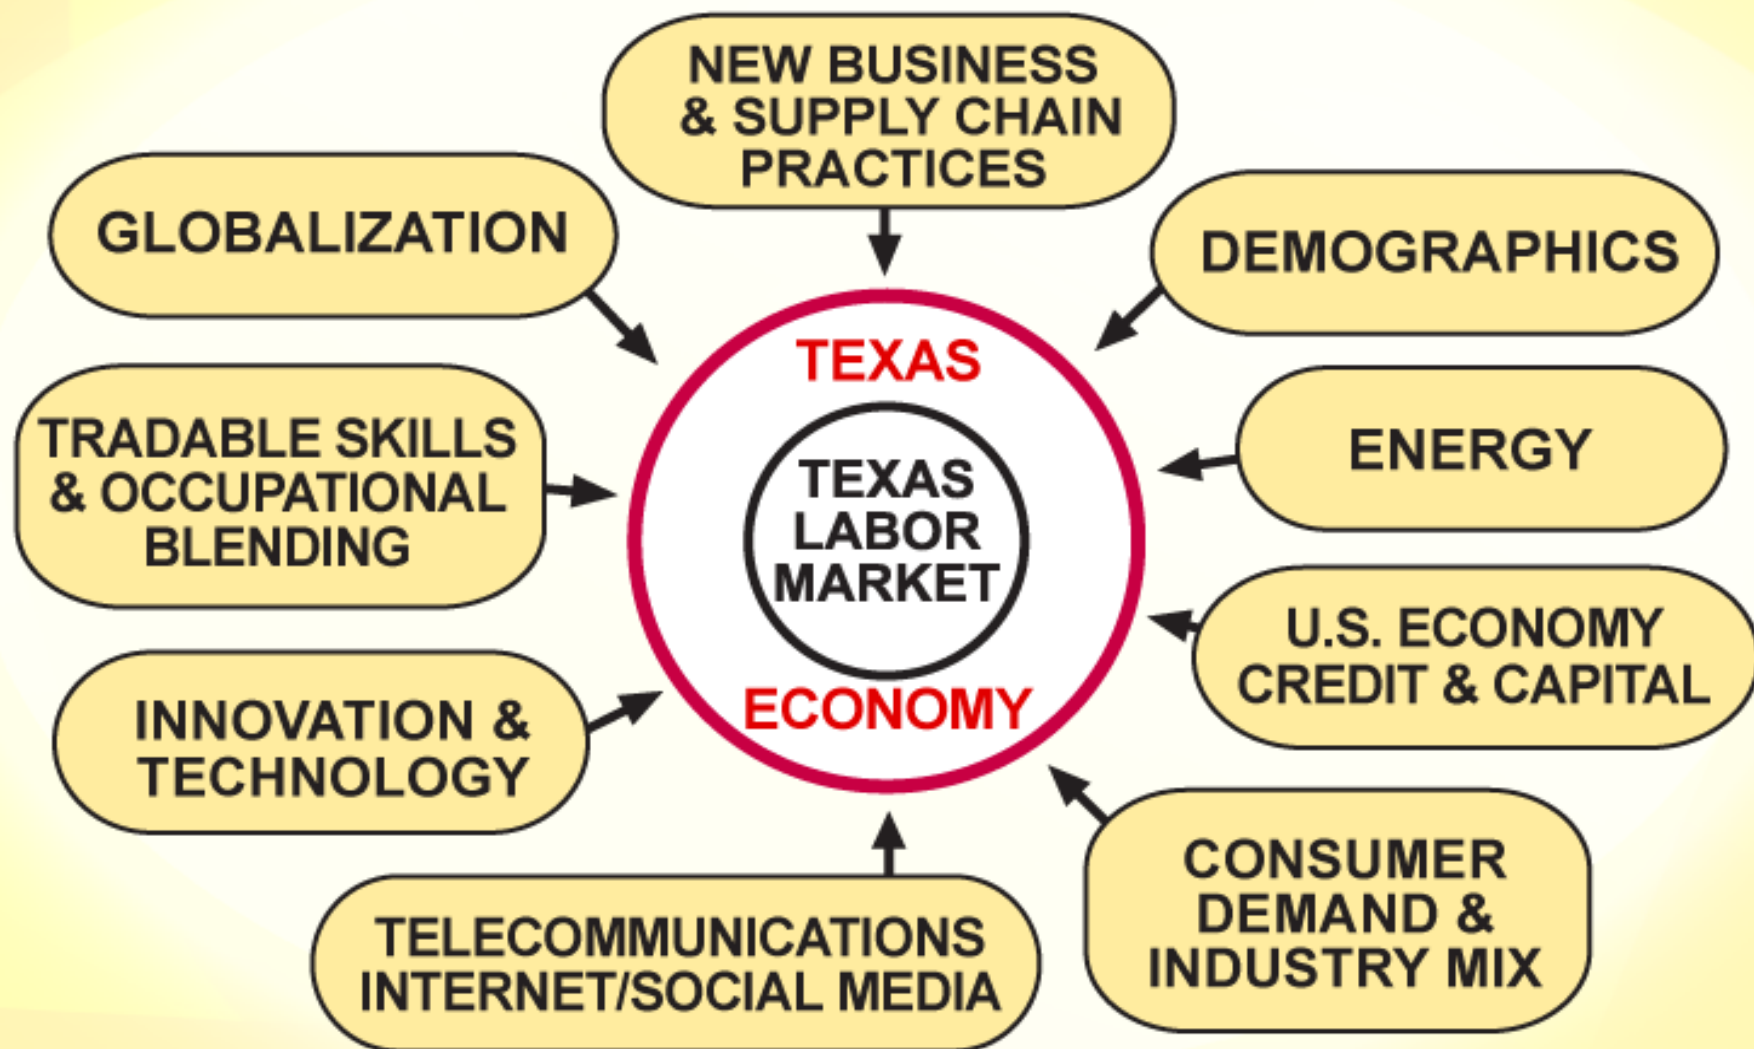 NEW BUSINESS
& SUPPLY CHAIN
PRACTICES
GLOBALIZATION
DEMOGRAPHICS
TRADABLE SKILLS
& OCCUPATIONAL
BLENDING
ENERGY
TEXAS
TEXAS
LABOR
MARKET
ECONOMY
U.S. ECONOMY
CREDIT & CAPITAL
INNOVATION &
TECHNOLOGY
CONSUMER
DEMAND &
INDUSTRY MIX
TELECOMMUNICATIONS
INTERNET/SOCIAL MEDIA